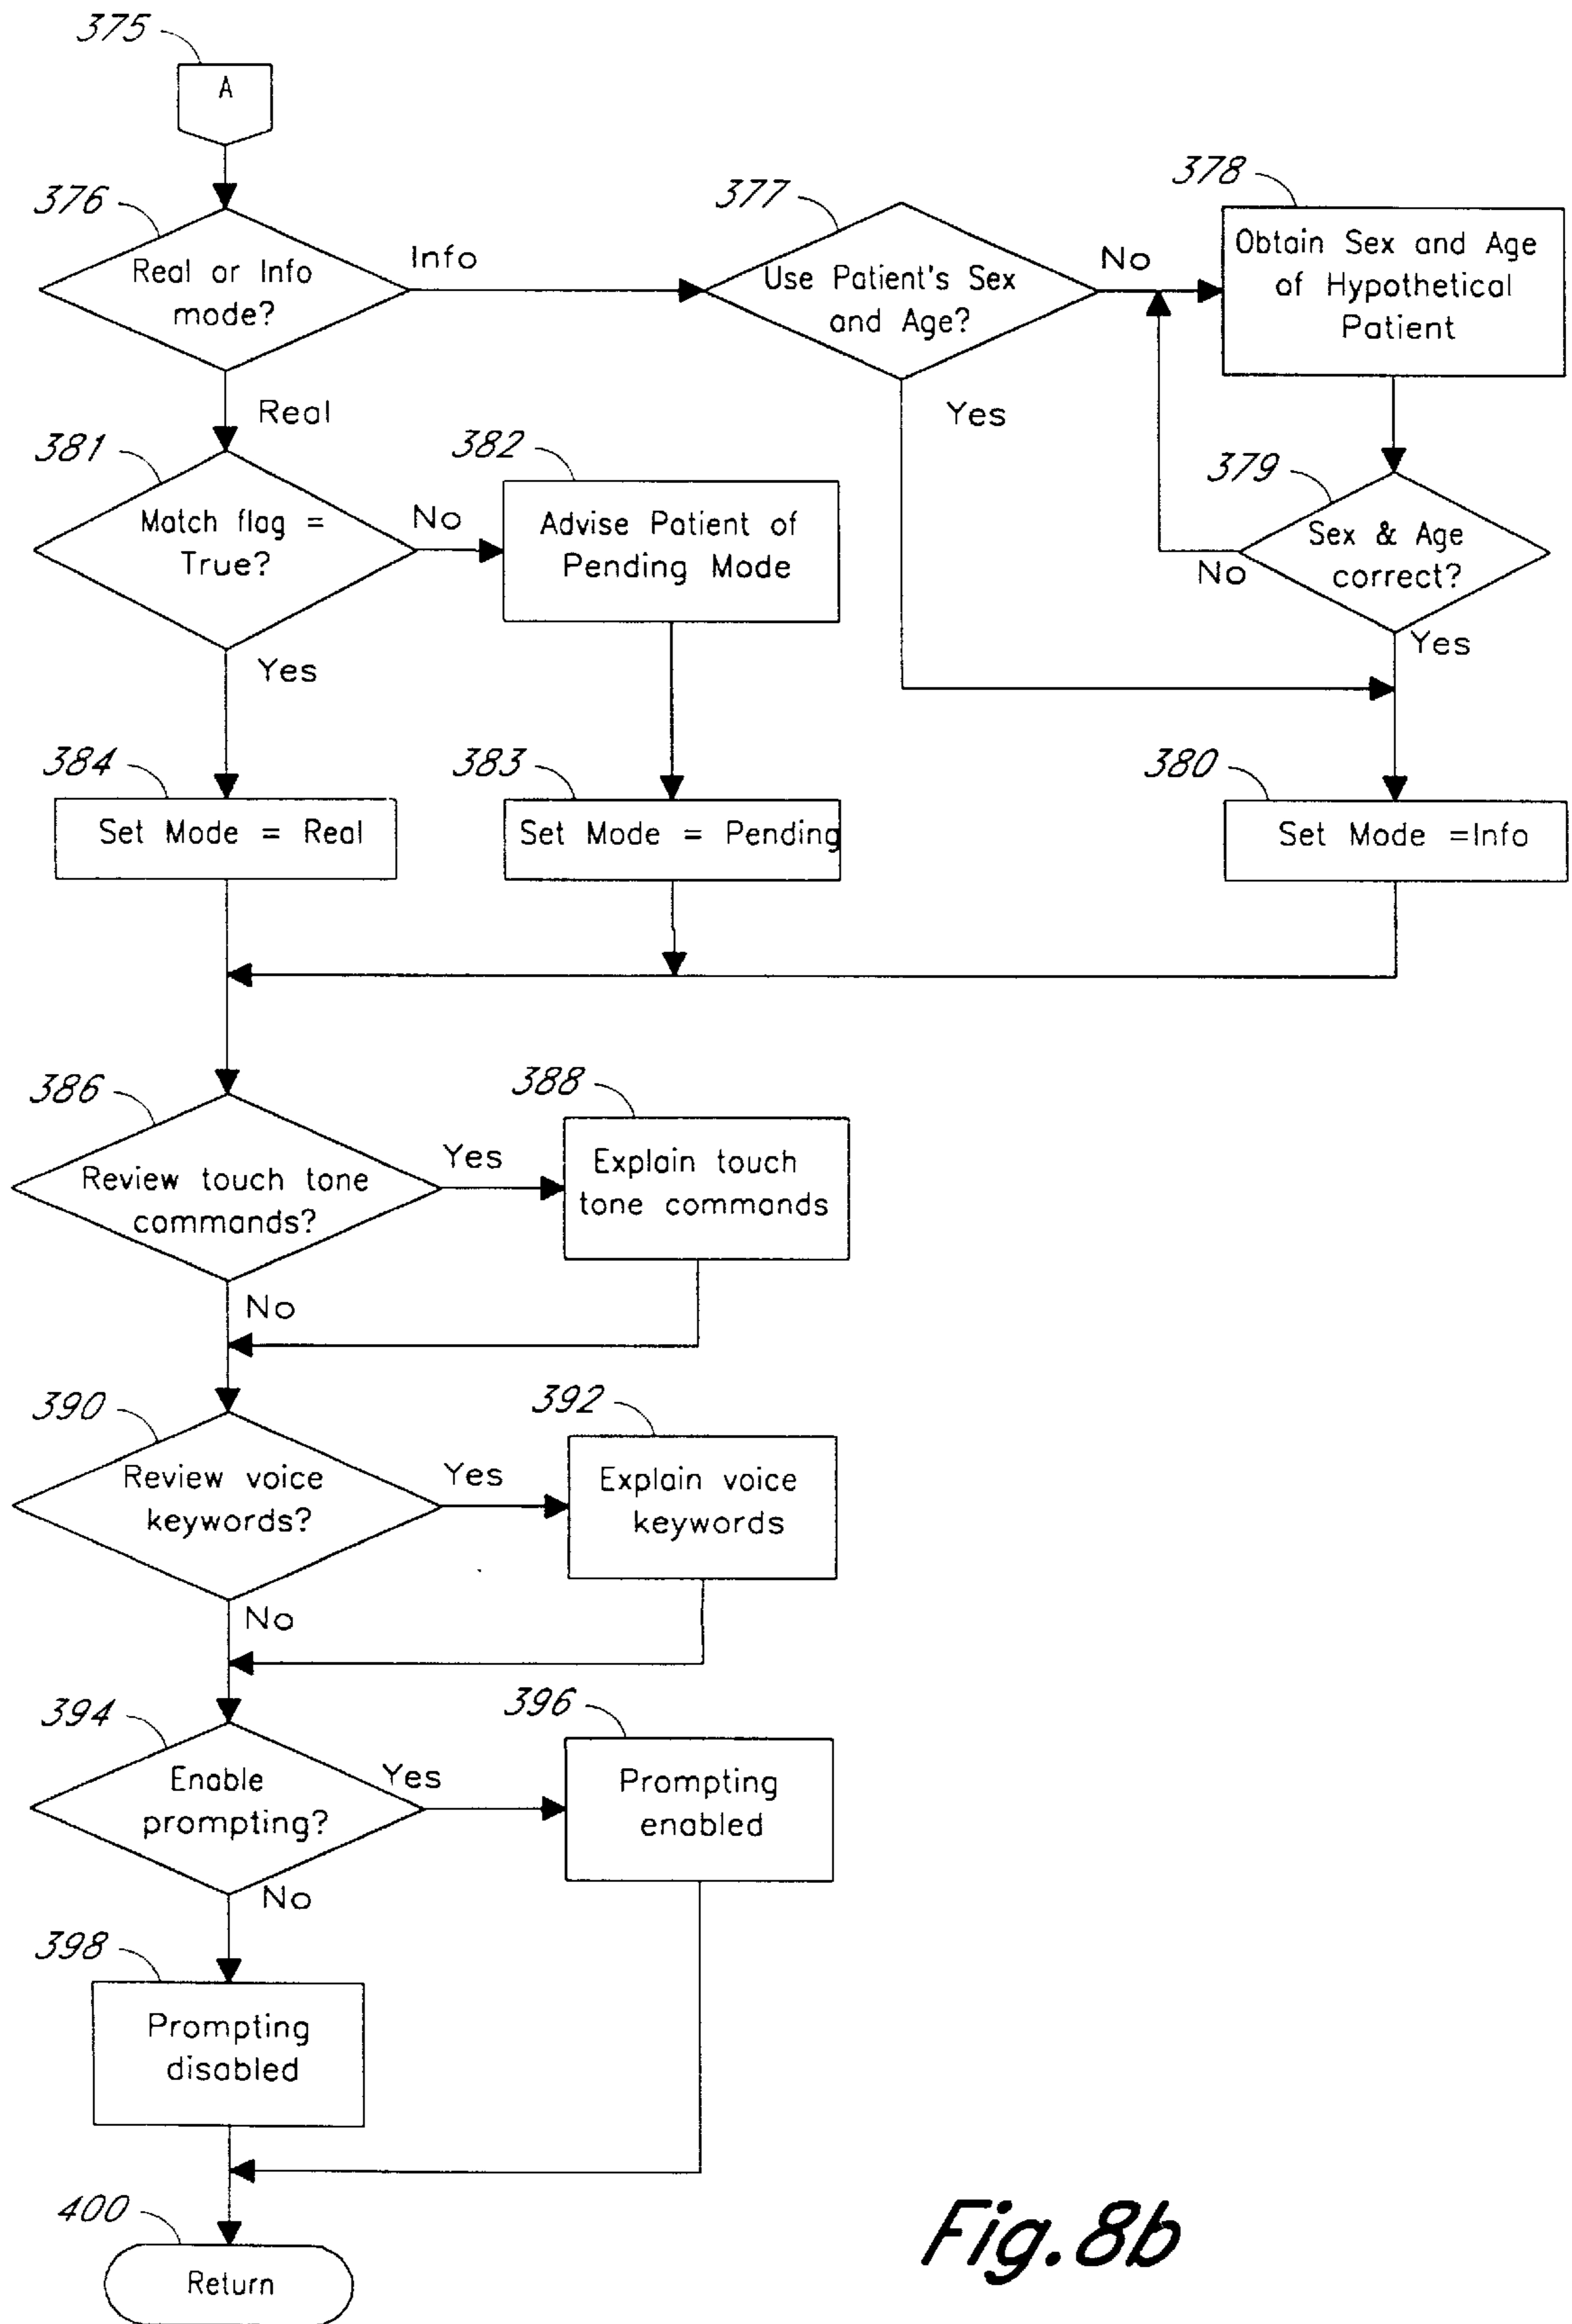 375
A
376
Real or Info
mode?
Info
377
Use Patient's Sex
and Age?
No
378
Obtain Sex and Age
of Hypothetical
Patient
Real
Yes
381
Match flag =
True?
No
382
Advise Patient of
Pending Mode
379
Sex & Age
correct?
No
Yes
Yes
384
Set Mode = Real
383
Set Mode = Pending
380
Set Mode =Info
386
Review touch tone
commands?
Yes
388
Explain touch
tone commands
No
390
Review voice
keywords?
Yes
392
Explain voice
keywords
No
394
Enable
prompting?
Yes
396
Prompting
enabled
No
398
Prompting
disabled
400
Return
Fig.8b